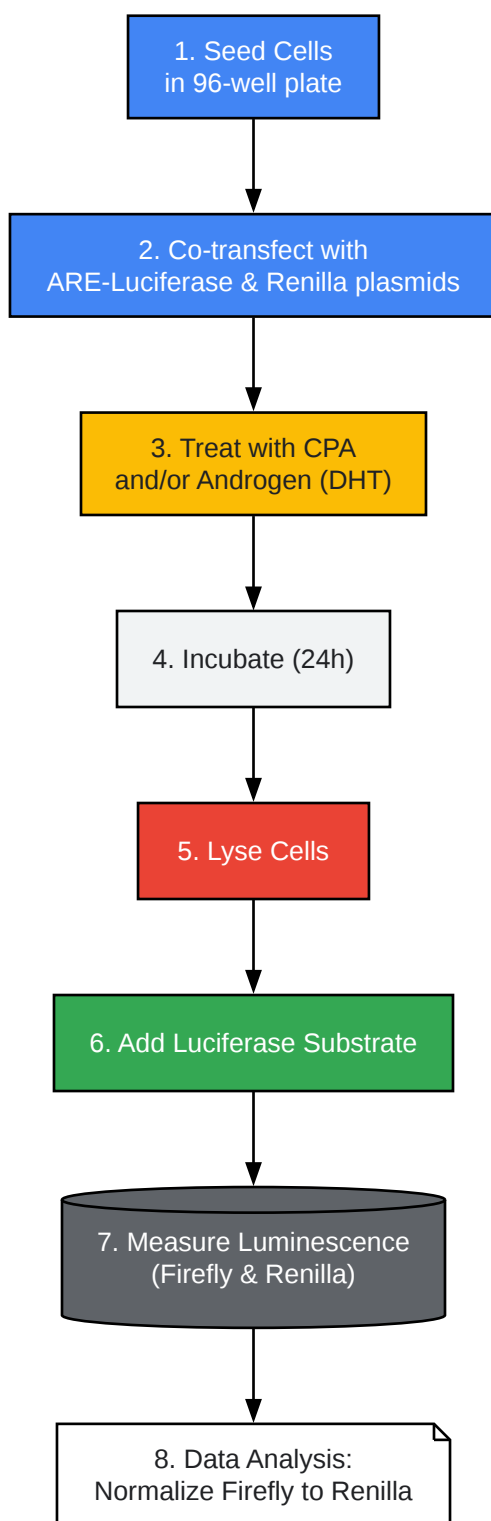 1. Seed Cells
in 96-well plate
2. Co-transfect with
ARE-Luciferase & Renilla plasmids
3. Treat with CPA
and/or Androgen (DHT)
4. Incubate (24h)
5. Lyse Cells
6. Add Luciferase Substrate
7. Measure Luminescence
(Firefly & Renilla)
8. Data Analysis:
Normalize Firefly to Renilla